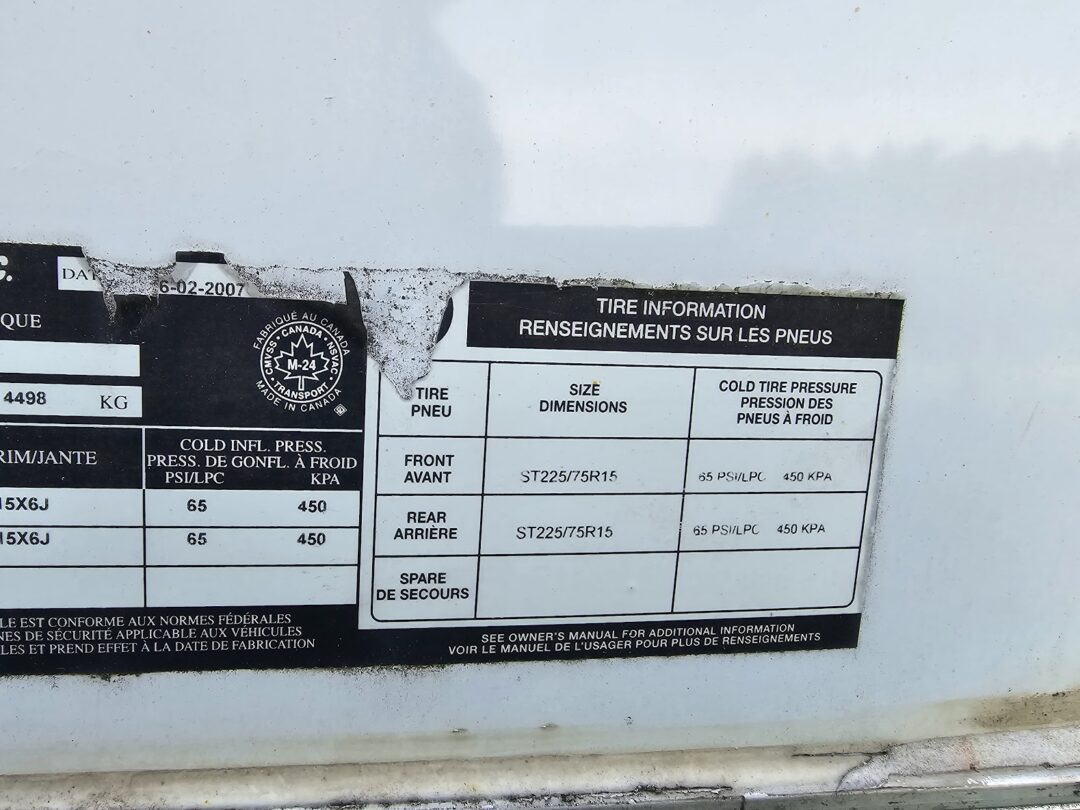 C.
DA
6-02-2007
QUE
4498 KG
FABRIQUÉ AU CANADA
CMVSS • CANADA • NSVAC
M-24
TRANSPORT
MADE IN CANADA
RIM/JANTE
COLD INFL. PRESS.
PRESS. DE GONFL. À FROID
PSI/LPC KPA
15X6J 65 450
15X6J 65 450
LE EST CONFORME AUX NORMES FÉDÉRALES
NES DE SÉCURITÉ APPLICABLE AUX VÉHICULES
LES ET PREND EFFET À LA DATE DE FABRICATION
TIRE INFORMATION
RENSEIGNEMENTS SUR LES PNEUS
TIRE
PNEU
SIZE
DIMENSIONS
COLD TIRE PRESSURE
PRESSION DES
PNEUS À FROID
FRONT
AVANT
ST225/75R15
65 PSI/LPC 450 KPA
REAR
ARRIÈRE
ST225/75R15
65 PSI/LPC 450 KPA
SPARE
DE SECOURS
SEE OWNER'S MANUAL FOR ADDITIONAL INFORMATION
VOIR LE MANUEL DE L'USAGER POUR PLUS DE RENSEIGNEMENTS